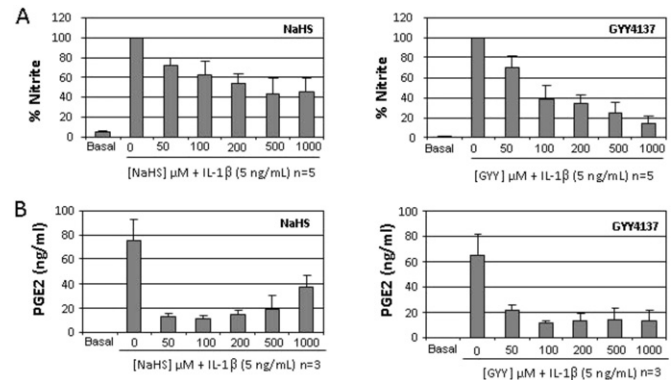 A
NaHS
% Nitrite
120
100
80
60
40
20
0
Basal 0 50 100 200 500 1000
[NaHS] µM + IL-1β (5 ng/mL) n=5
GYY4137
% Nitrite
120
100
80
60
40
20
0
Basal 0 50 100 200 500 1000
[GYY] µM + IL-1β (5 ng/mL) n=5
B
NaHS
PGE2 (ng/ml)
100
80
60
40
20
0
Basal 0 50 100 200 500 1000
[NaHS] µM + IL-1β (5 ng/mL) n=3
GYY4137
PGE2 (ng/ml)
100
80
60
40
20
0
Basal 0 50 100 200 500 1000
[GYY] µM + IL-1β (5 ng/mL) n=3